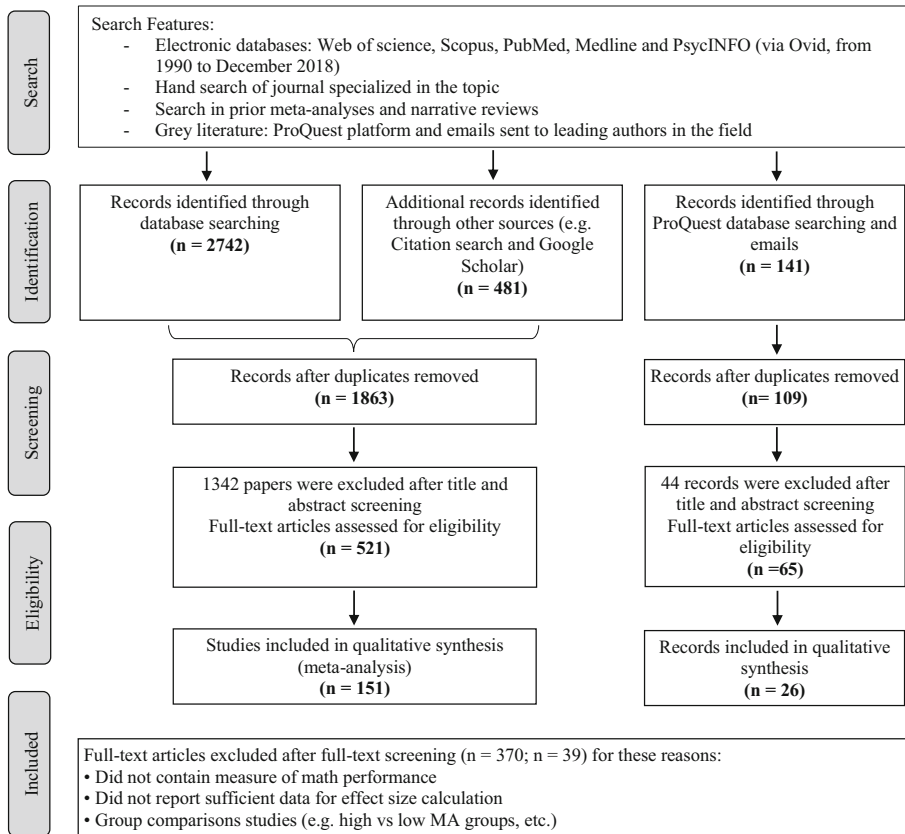 Search
Search Features:
- Electronic databases: Web of science, Scopus, PubMed, Medline and PsycINFO (via Ovid, from
1990 to December 2018)
- Hand search of journal specialized in the topic
- Search in prior meta-analyses and narrative reviews
- Grey literature: ProQuest platform and emails sent to leading authors in the field
Identification
Records identified through
database searching
(n = 2742)
Additional records identified
through other sources (e.g.
Citation search and Google
Scholar)
(n = 481)
Records identified through
ProQuest database searching and
emails
(n = 141)
Screening
Records after duplicates removed
(n = 1863)
Records after duplicates removed
(n= 109)
1342 papers were excluded after title and
abstract screening
Full-text articles assessed for eligibility
(n = 521)
44 records were excluded after
title and abstract screening
Full-text articles assessed for
eligibility
(n =65)
Eligibility
Studies included in qualitative synthesis
(meta-analysis)
(n = 151)
Records included in qualitative
synthesis
(n = 26)
Included
Full-text articles excluded after full-text screening (n = 370; n = 39) for these reasons:
• Did not contain measure of math performance
• Did not report sufficient data for effect size calculation
• Group comparisons studies (e.g. high vs low MA groups, etc.)